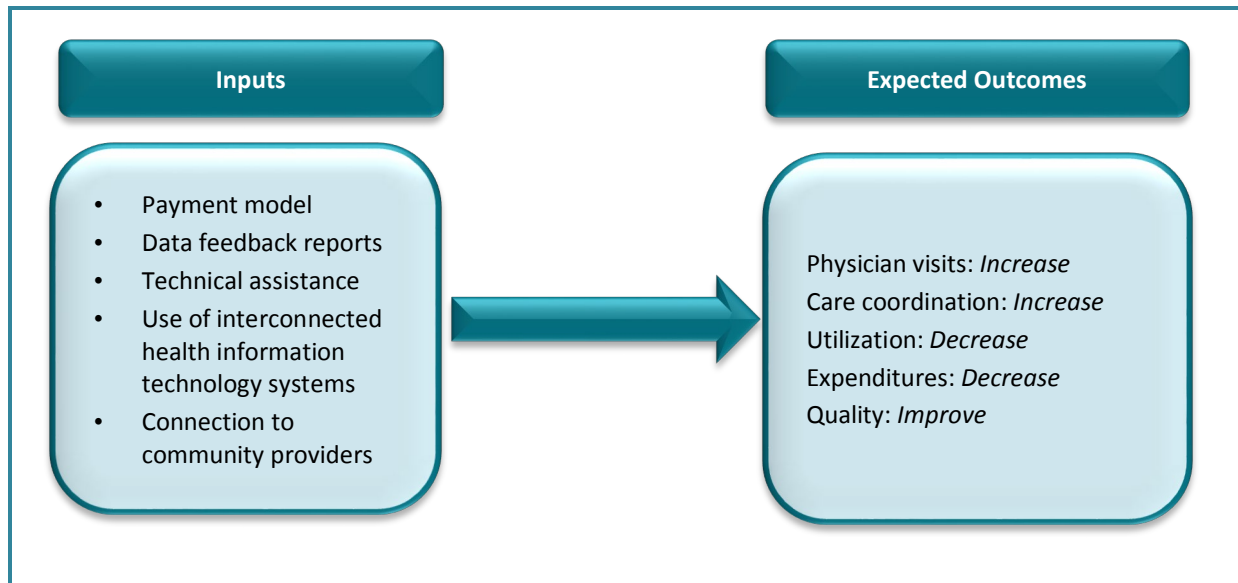 Inputs
• Payment model
• Data feedback reports
• Technical assistance
• Use of interconnected
health information
technology systems
• Connection to
community providers
Expected Outcomes
Physician visits: Increase
Care coordination: Increase
Utilization: Decrease
Expenditures: Decrease
Quality: Improve